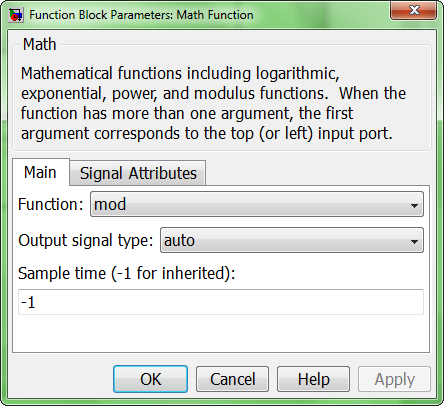 Function Block Parameters: Math Function
Math
Mathematical functions including logarithmic,
exponential, power, and modulus functions.  When the
function has more than one argument, the first
argument corresponds to the top (or left) input port.
Main
Signal Attributes
Function: mod
Output signal type: auto
Sample time (-1 for inherited):
-1
OK
Cancel
Help
Apply